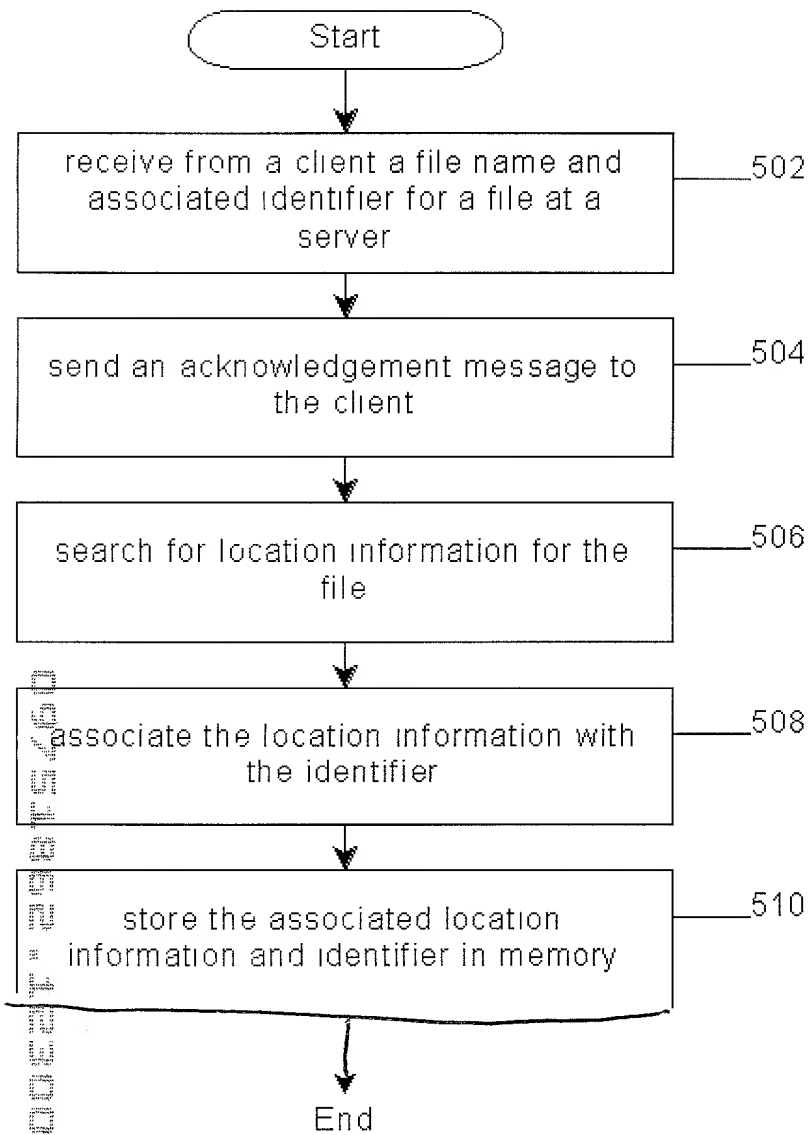 Start
receive from a client a file name and
associated identifier for a file at a
server
502
send an acknowledgement message to
the client
504
search for location information for the
file
506
associate the location information with
the identifier
508
store the associated location
information and identifier in memory
510
End